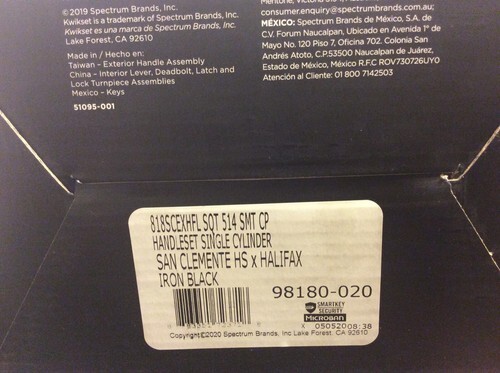 ©2019 Spectrum Brands, Inc.
Kwikset is a trademark of Spectrum Brands, Inc.
Kwikset es una marca de Spectrum Brands, Inc.
Lake Forest, CA 92610
Made in / Hecho en:
Taiwan - Exterior Handle Assembly
China - Interior Lever, Deadbolt, Latch and
Lock Turnpiece Assemblies
Mexico - Keys
51095-001
consumer.enquiry@spectrumbrands.com.au
MÉXICO: Spectrum Brands de México, S.A. de
C.V. Forum Naucalpan, Ubicado en Avenida 1° de
Mayo No. 120 Piso 7, Oficina 702. Colonia San
Andrés Atoto, C.P.53500 Naucalpan de Juárez,
Estado de México, México R.F.C ROV730726UY0
Atención al Cliente: 01 800 7142503
818SCEXHFL SQT 514 SMT CP
HANDLESET SINGLE CYLINDER
SAN CLEMENTE HS x HALIFAX
IRON BLACK
98180-020
SMARTKEY
SECURITY
MICROBAN
X 05052008:38
Copyright©2020 Spectrum Brands, Inc Lake Forest, CA 92610